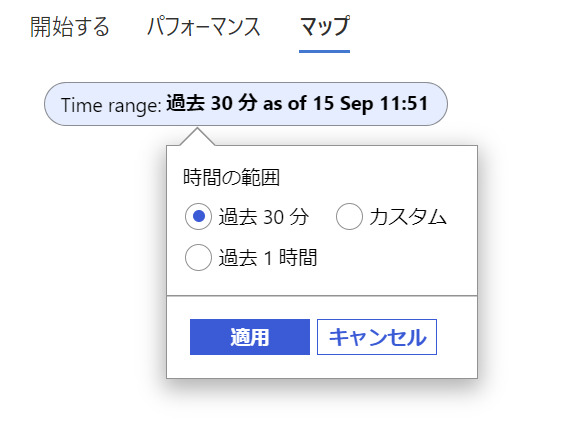 開始する パフォーマンス マップ
Time range: 過去 30 分 as of 15 Sep 11:51
時間の範囲
過去 30 分 カスタム
過去 1 時間
適用 キャンセル